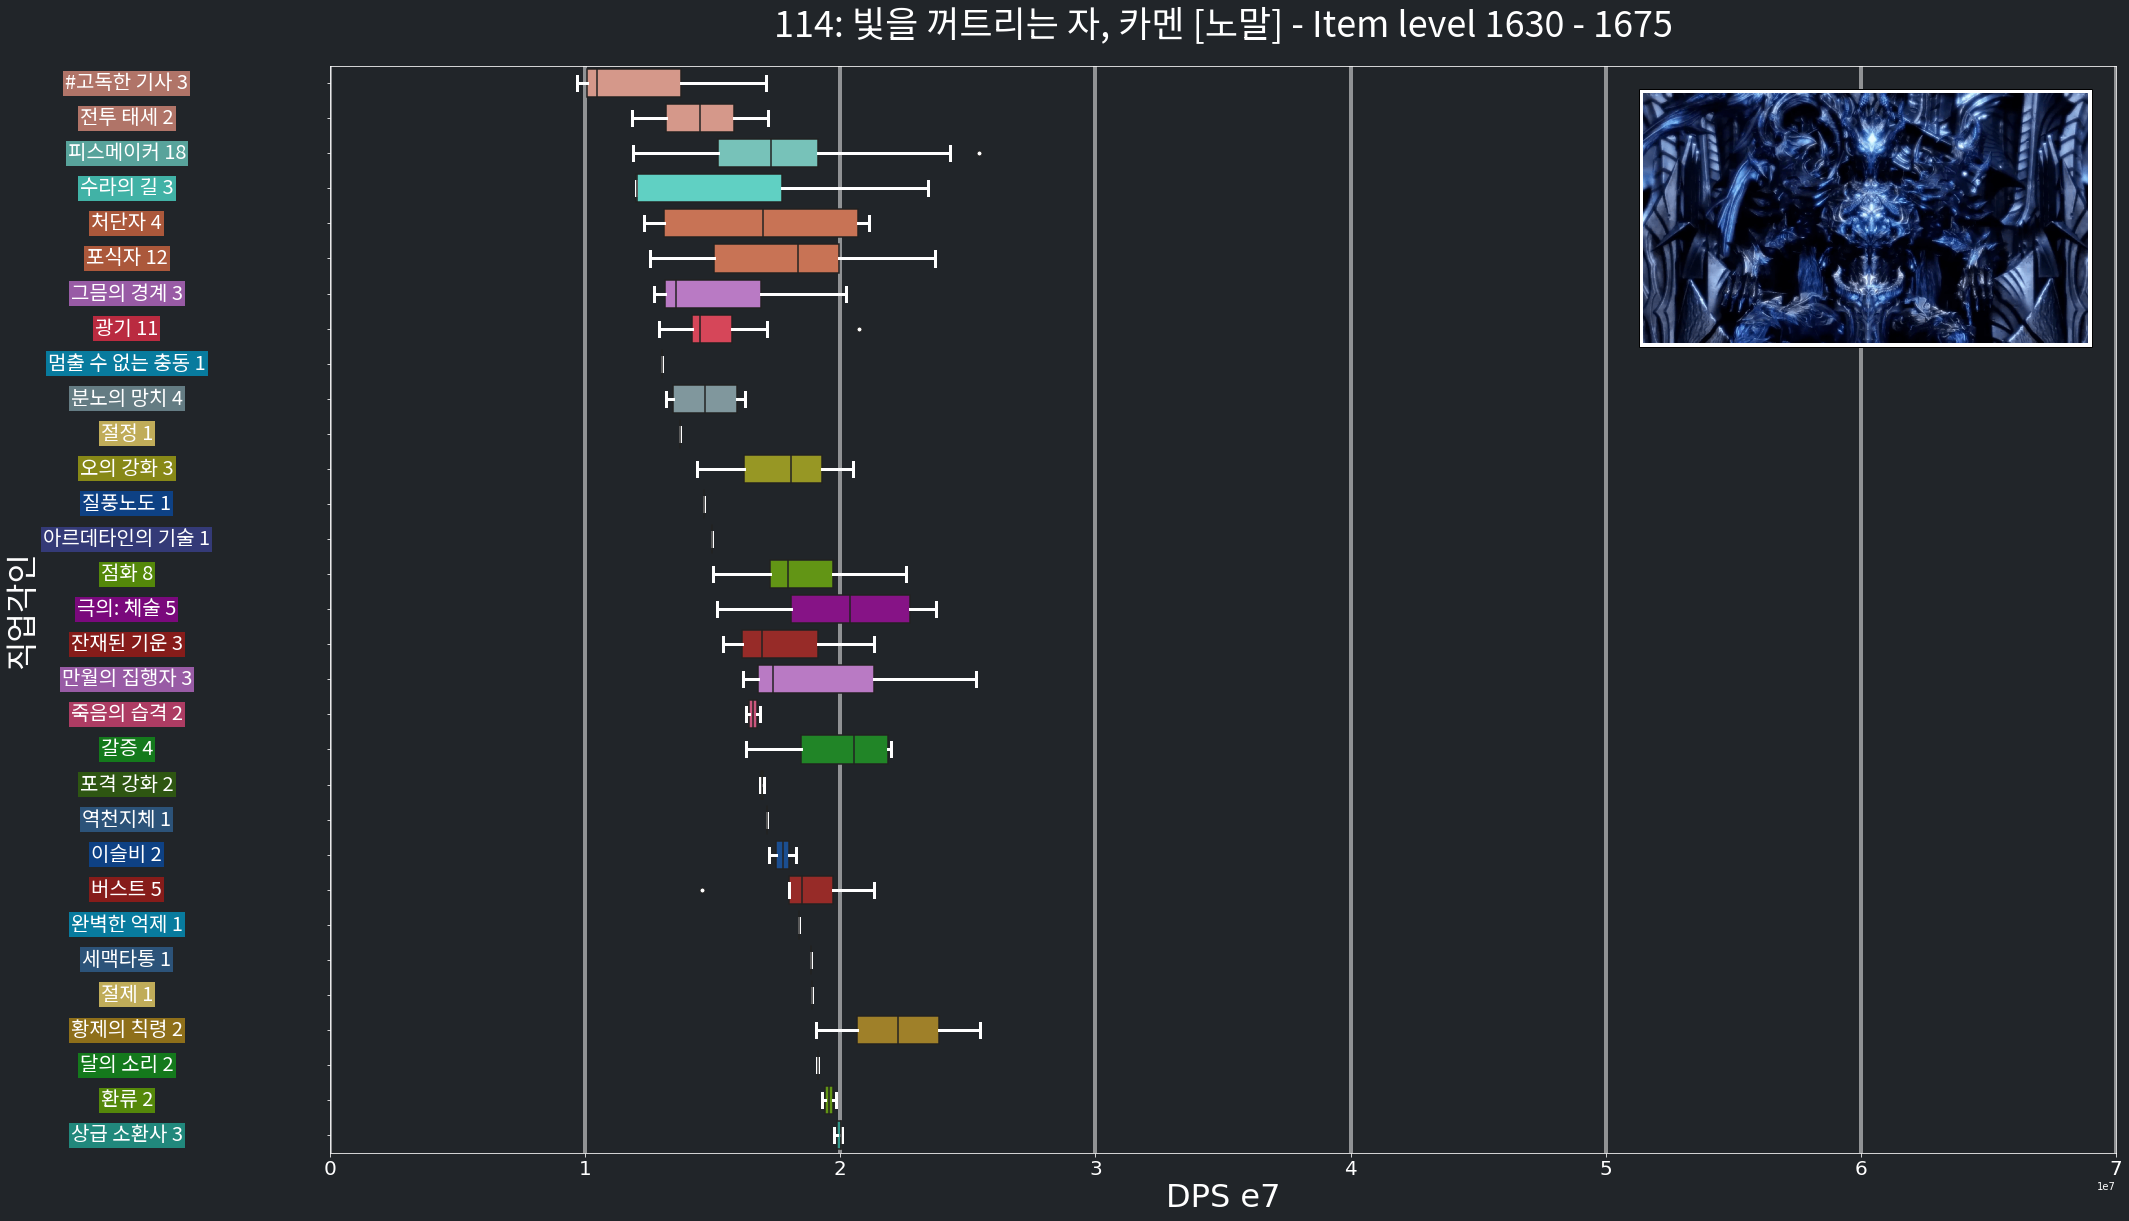 114: 빛을 꺼트리는 자, 카멘 [노말] - Item level 1630 - 1675
#고독한 기사 3
전투 태세 2
피스메이커 18
수라의 길 3
처단자 4
포식자 12
그믐의 경계 3
광기 11
멈출 수 없는 충동 1
분노의 망치 4
절정 1
오의 강화 3
질풍노도 1
아르데타인의 기술 1
점화 8
극의: 체술 5
잔재된 기운 3
만월의 집행자 3
죽음의 습격 2
갈증 4
포격 강화 2
역천지체 1
이슬비 2
버스트 5
완벽한 억제 1
세맥타통 1
절제 1
황제의 칙령 2
달의 소리 2
환류 2
상급 소환사 3
직업각인
0 1 2 3 4 5 6 7
1e7
DPS e7